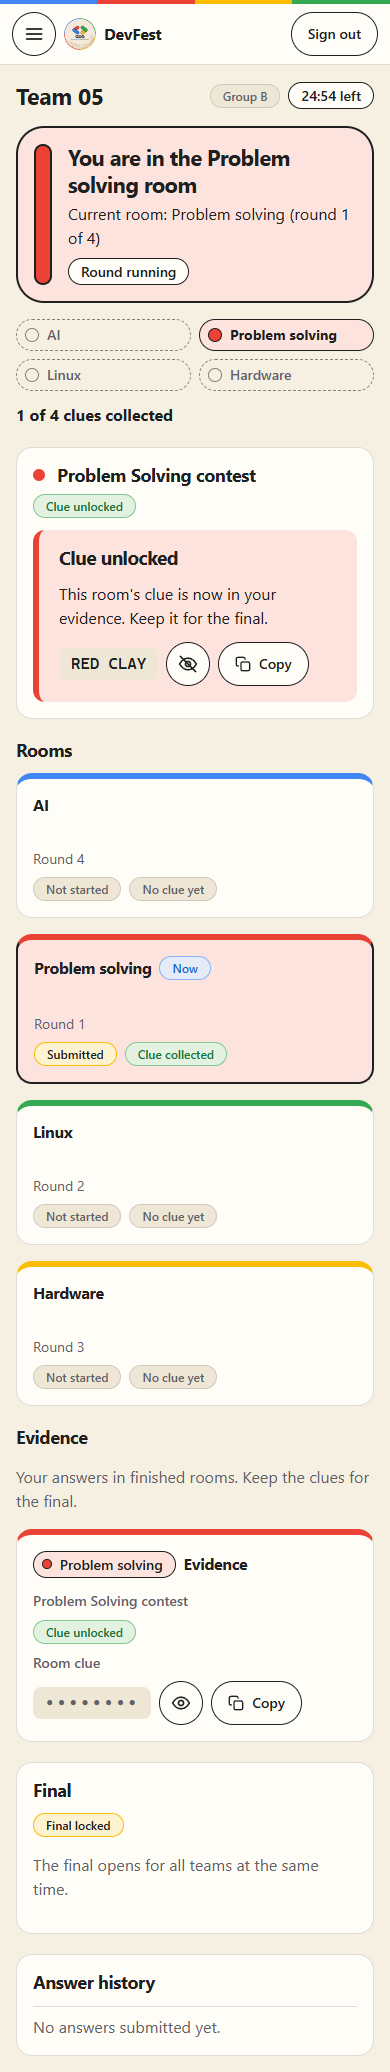 DevFest
Sign out
Team 05
Group B
24:54 left
You are in the Problem
solving room
Current room: Problem solving (round 1
of 4)
Round running
AI
Problem solving
Linux
Hardware
1 of 4 clues collected
Problem Solving contest
Clue unlocked
Clue unlocked
This room's clue is now in your
evidence. Keep it for the final.
RED CLAY
Copy
Rooms
AI
Round 4
Not started
No clue yet
Problem solving
Now
Round 1
Submitted
Clue collected
Linux
Round 2
Not started
No clue yet
Hardware
Round 3
Not started
No clue yet
Evidence
Your answers in finished rooms. Keep the clues for
the final.
Problem solving
Evidence
Problem Solving contest
Clue unlocked
Room clue
••••••••
Copy
Final
Final locked
The final opens for all teams at the same
time.
Answer history
No answers submitted yet.